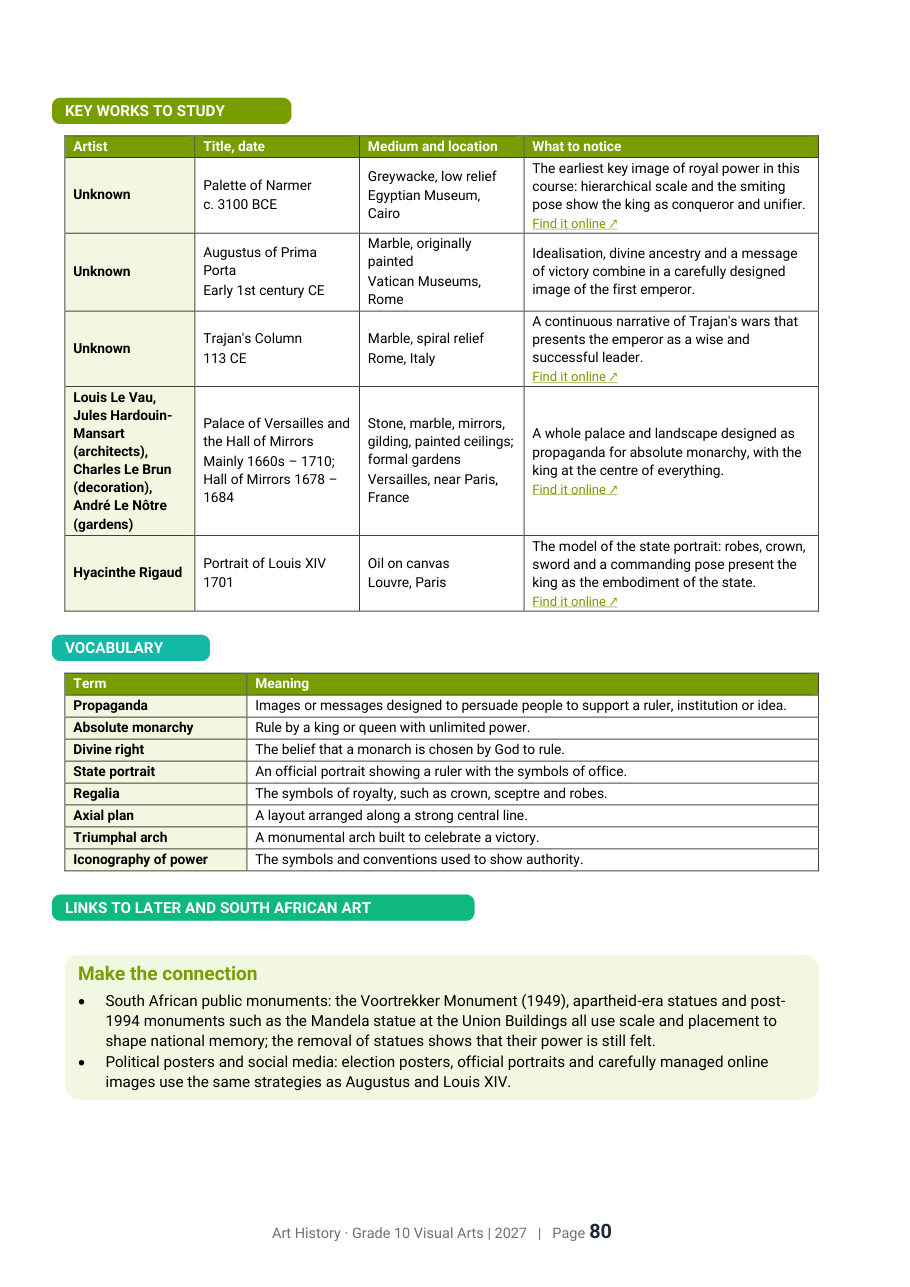 KEY WORKS TO STUDY
Artist
Title, date
Medium and location
What to notice
Unknown
Palette of Narmer
c. 3100 BCE
Greywacke, low relief
Egyptian Museum,
Cairo
The earliest key image of royal power in this
course: hierarchical scale and the smiting
pose show the king as conqueror and unifier.
Find it online ↗
Unknown
Augustus of Prima
Porta
Early 1st century CE
Marble, originally
painted
Vatican Museums,
Rome
Idealisation, divine ancestry and a message
of victory combine in a carefully designed
image of the first emperor.
Unknown
Trajan's Column
113 CE
Marble, spiral relief
Rome, Italy
A continuous narrative of Trajan's wars that
presents the emperor as a wise and
successful leader.
Find it online ↗
Louis Le Vau,
Jules Hardouin-
Mansart
(architects),
Charles Le Brun
(decoration),
André Le Nôtre
(gardens)
Palace of Versailles and
the Hall of Mirrors
Mainly 1660s – 1710;
Hall of Mirrors 1678 –
1684
Stone, marble, mirrors,
gilding, painted ceilings;
formal gardens
Versailles, near Paris,
France
A whole palace and landscape designed as
propaganda for absolute monarchy, with the
king at the centre of everything.
Find it online ↗
Hyacinthe Rigaud
Portrait of Louis XIV
1701
Oil on canvas
Louvre, Paris
The model of the state portrait: robes, crown,
sword and a commanding pose present the
king as the embodiment of the state.
Find it online ↗
VOCABULARY
Term
Meaning
Propaganda
Images or messages designed to persuade people to support a ruler, institution or idea.
Absolute monarchy
Rule by a king or queen with unlimited power.
Divine right
The belief that a monarch is chosen by God to rule.
State portrait
An official portrait showing a ruler with the symbols of office.
Regalia
The symbols of royalty, such as crown, sceptre and robes.
Axial plan
A layout arranged along a strong central line.
Triumphal arch
A monumental arch built to celebrate a victory.
Iconography of power
The symbols and conventions used to show authority.
LINKS TO LATER AND SOUTH AFRICAN ART
Make the connection
• South African public monuments: the Voortrekker Monument (1949), apartheid-era statues and post-
1994 monuments such as the Mandela statue at the Union Buildings all use scale and placement to
shape national memory; the removal of statues shows that their power is still felt.
• Political posters and social media: election posters, official portraits and carefully managed online
images use the same strategies as Augustus and Louis XIV.
Art History · Grade 10 Visual Arts | 2027 | Page 80